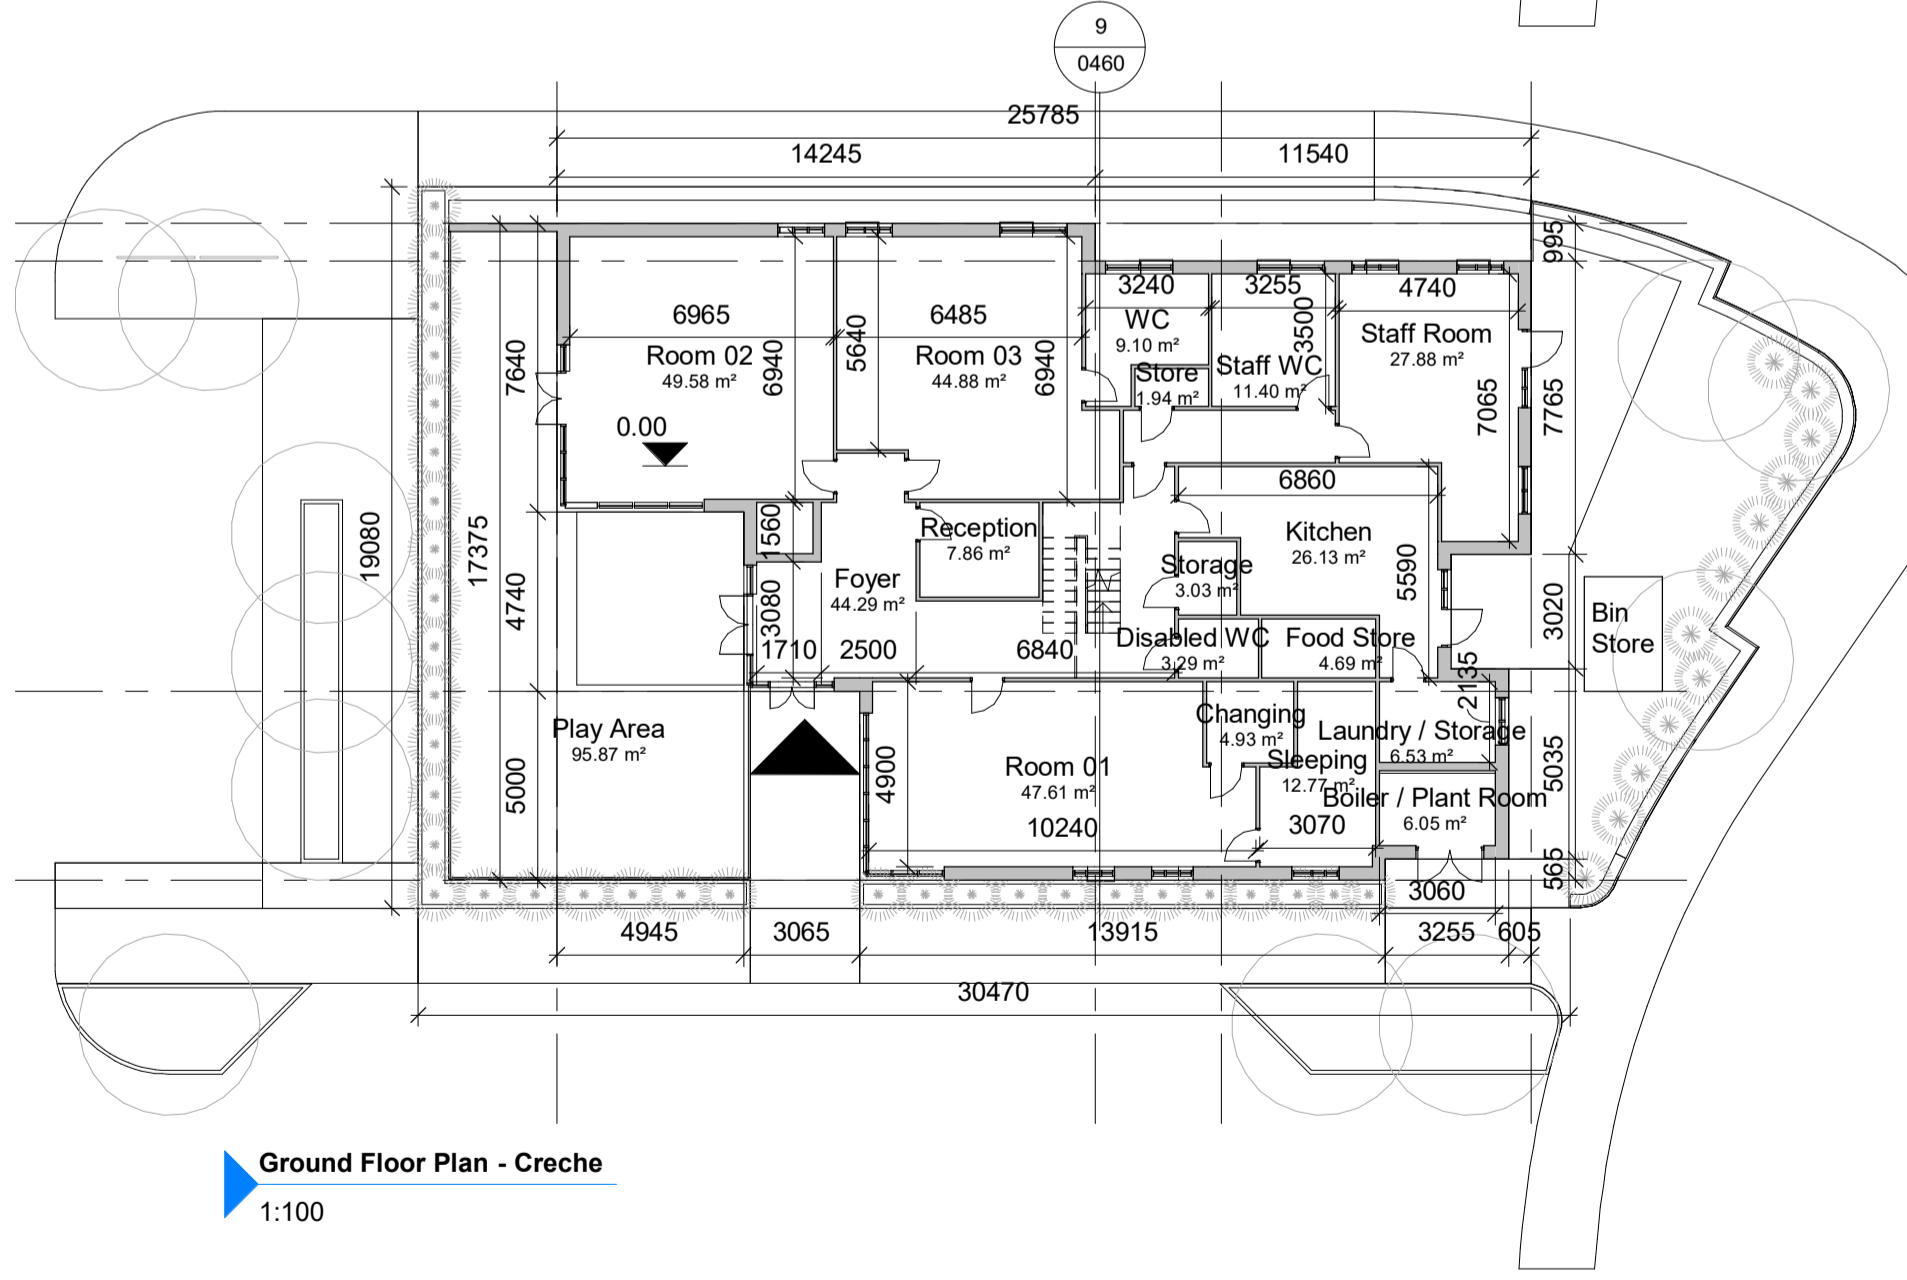 9
0460
25785
14245
11540
995
3240
3255
4740
6965
6485
5640
6940
6940
3500
WC
9.10 m²
Staff Room
27.88 m²
Room 02
49.58 m²
Room 03
44.88 m²
Store
1.94 m²
Staff WC
11.40 m²
7640
7065
7765
0.00
6860
19080
17375
1560
Reception
7.86 m²
Kitchen
26.13 m²
Storage
3.03 m²
5590
Foyer
44.29 m²
4740
3080
3020
Bin
Store
1710
2500
6840
Disabled WC
3.29 m²
Food Store
4.69 m²
2135
Play Area
95.87 m²
Changing
4.93 m²
Laundry / Storage
6.53 m²
Sleeping
12.77 m²
Room 01
47.61 m²
4900
5000
5035
Boiler / Plant Room
6.05 m²
10240
3070
565
3060
4945
3065
13915
3255
605
30470
Ground Floor Plan - Creche
1:100